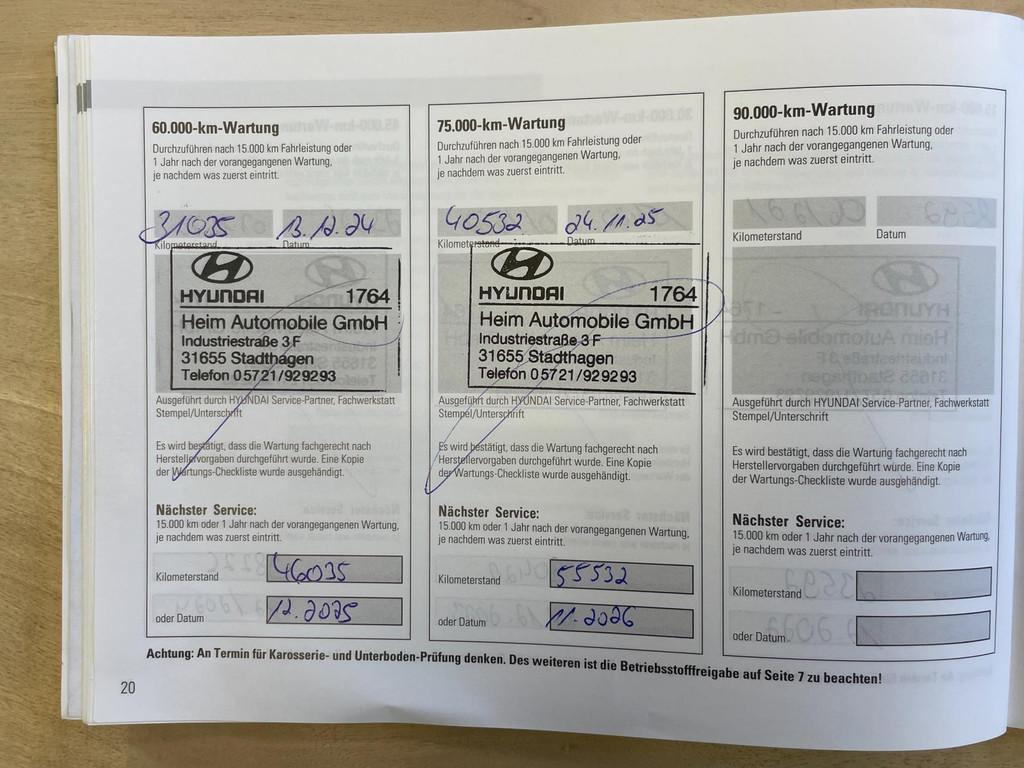 60.000-km-Wartung
Durchzuführen nach 15.000 km Fahrleistung oder
1 Jahr nach der vorangegangenen Wartung,
je nachdem was zuerst eintritt.
31035 13.12.24
Kilometerstand Datum
HYUNDAI 1764
Heim Automobile GmbH
Industriestraße 3 F
31655 Stadthagen
Telefon 05721/929293
Ausgeführt durch HYUNDAI Service-Partner, Fachwerkstatt
Stempel/Unterschrift
Es wird bestätigt, dass die Wartung fachgerecht nach
Herstellervorgaben durchgeführt wurde. Eine Kopie
der Wartungs-Checkliste wurde ausgehändigt.
Nächster Service:
15.000 km oder 1 Jahr nach der vorangegangenen Wartung,
je nachdem was zuerst eintritt.
Kilometerstand 46035
oder Datum 12.2025
75.000-km-Wartung
Durchzuführen nach 15.000 km Fahrleistung oder
1 Jahr nach der vorangegangenen Wartung,
je nachdem was zuerst eintritt.
40532 24.11.25
Kilometerstand Datum
HYUNDAI 1764
Heim Automobile GmbH
Industriestraße 3 F
31655 Stadthagen
Telefon 05721/929293
Ausgeführt durch HYUNDAI Service-Partner, Fachwerkstatt
Stempel/Unterschrift
Es wird bestätigt, dass die Wartung fachgerecht nach
Herstellervorgaben durchgeführt wurde. Eine Kopie
der Wartungs-Checkliste wurde ausgehändigt.
Nächster Service:
15.000 km oder 1 Jahr nach der vorangegangenen Wartung,
je nachdem was zuerst eintritt.
Kilometerstand 55532
oder Datum 11.2026
90.000-km-Wartung
Durchzuführen nach 15.000 km Fahrleistung oder
1 Jahr nach der vorangegangenen Wartung,
je nachdem was zuerst eintritt.
Kilometerstand Datum
Ausgeführt durch HYUNDAI Service-Partner, Fachwerkstatt
Stempel/Unterschrift
Es wird bestätigt, dass die Wartung fachgerecht nach
Herstellervorgaben durchgeführt wurde. Eine Kopie
der Wartungs-Checkliste wurde ausgehändigt.
Nächster Service:
15.000 km oder 1 Jahr nach der vorangegangenen Wartung,
je nachdem was zuerst eintritt.
Kilometerstand
oder Datum
Achtung: An Termin für Karosserie- und Unterboden-Prüfung denken. Des weiteren ist die Betriebsstofffreigabe auf Seite 7 zu beachten!
20